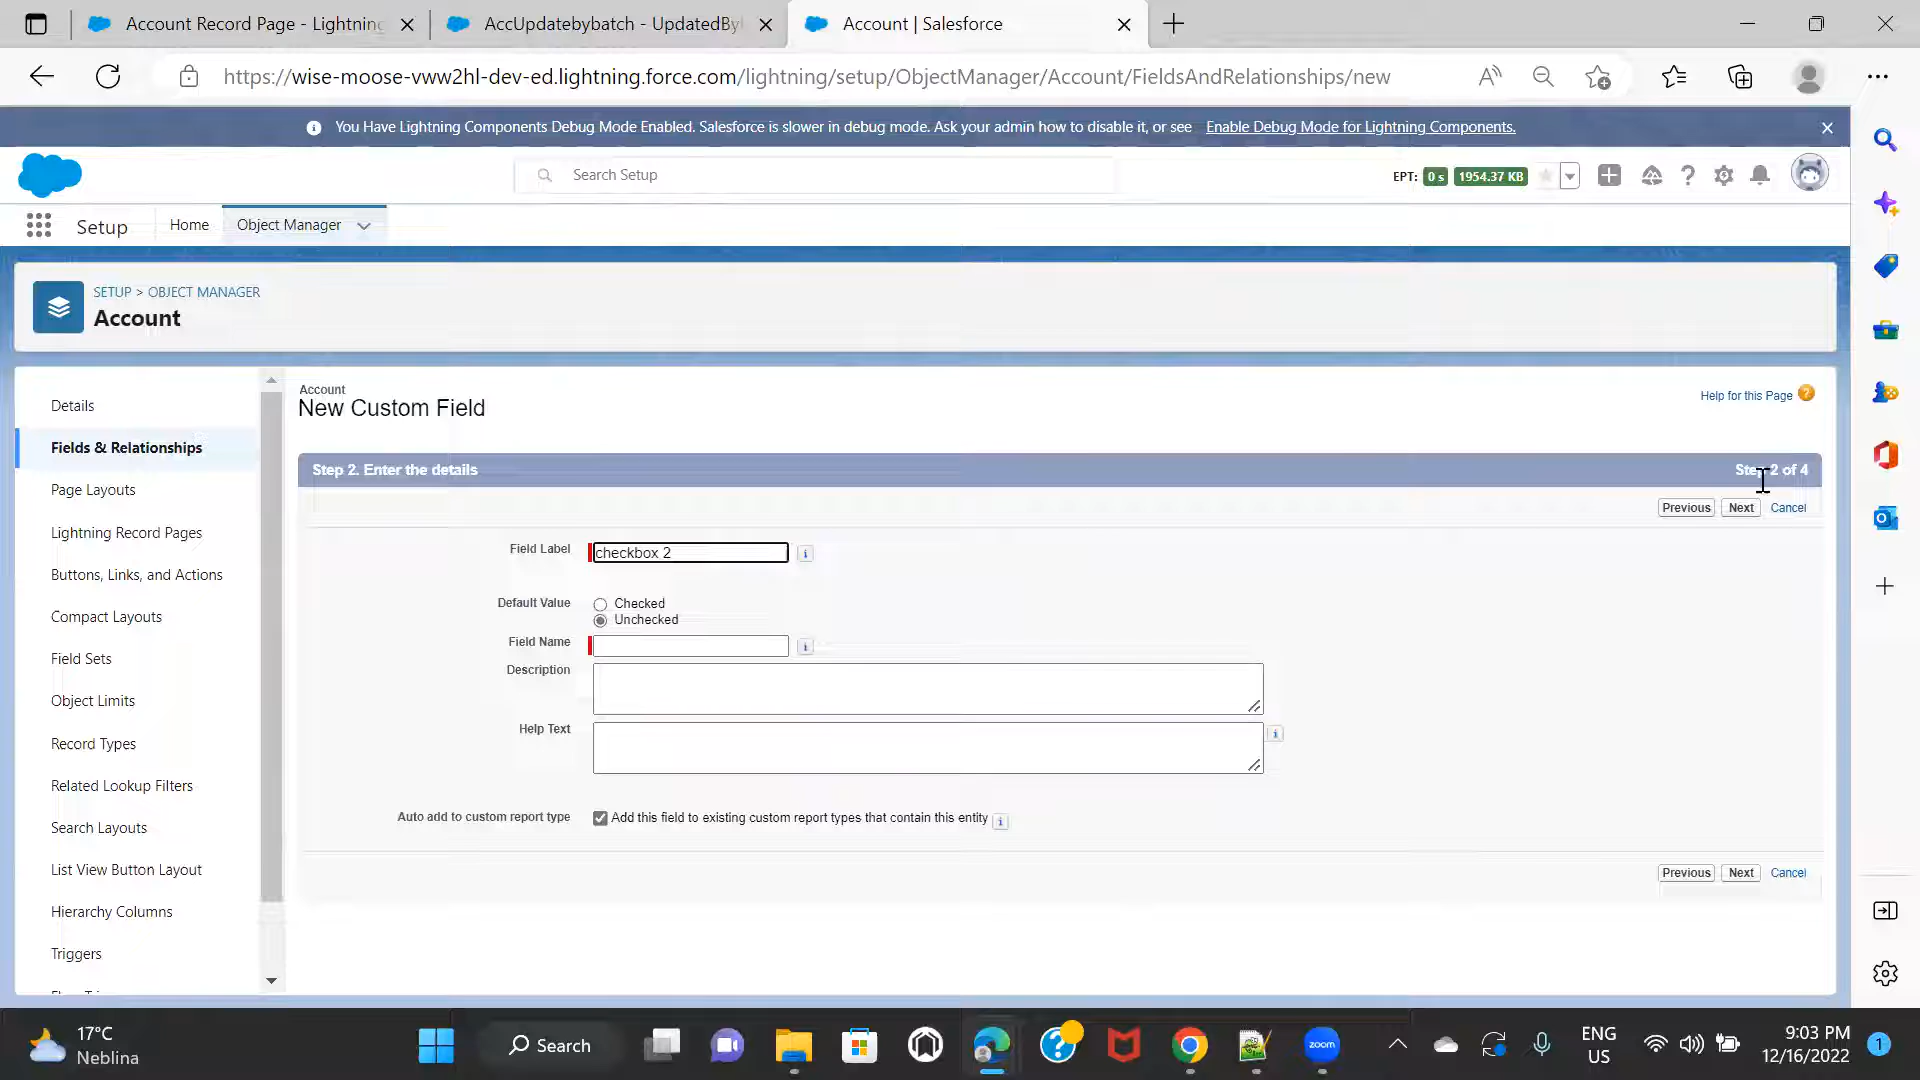 Account Record Page - Lightning
AccUpdatebybatch - UpdatedBy
Account | Salesforce
https://wise-moose-vww2hl-dev-ed.lightning.force.com/lightning/setup/ObjectManager/Account/FieldsAndRelationships/new
You Have Lightning Components Debug Mode Enabled. Salesforce is slower in debug mode. Ask your admin how to disable it, or see Enable Debug Mode for Lightning Components.
Search Setup
EPT: 0 s 1954.37 KB
Setup
Home
Object Manager
SETUP > OBJECT MANAGER
Account
Details
Fields & Relationships
Page Layouts
Lightning Record Pages
Buttons, Links, and Actions
Compact Layouts
Field Sets
Object Limits
Record Types
Related Lookup Filters
Search Layouts
List View Button Layout
Hierarchy Columns
Triggers
Account
New Custom Field
Help for this Page
Step 2. Enter the details
Step 2 of 4
Previous Next Cancel
Field Label checkbox 2
Default Value Checked
Unchecked
Field Name
Description
Help Text
Auto add to custom report type Add this field to existing custom report types that contain this entity
Previous Next Cancel
17°C
Neblina
Search
zoom
ENG
US
9:03 PM
12/16/2022
1